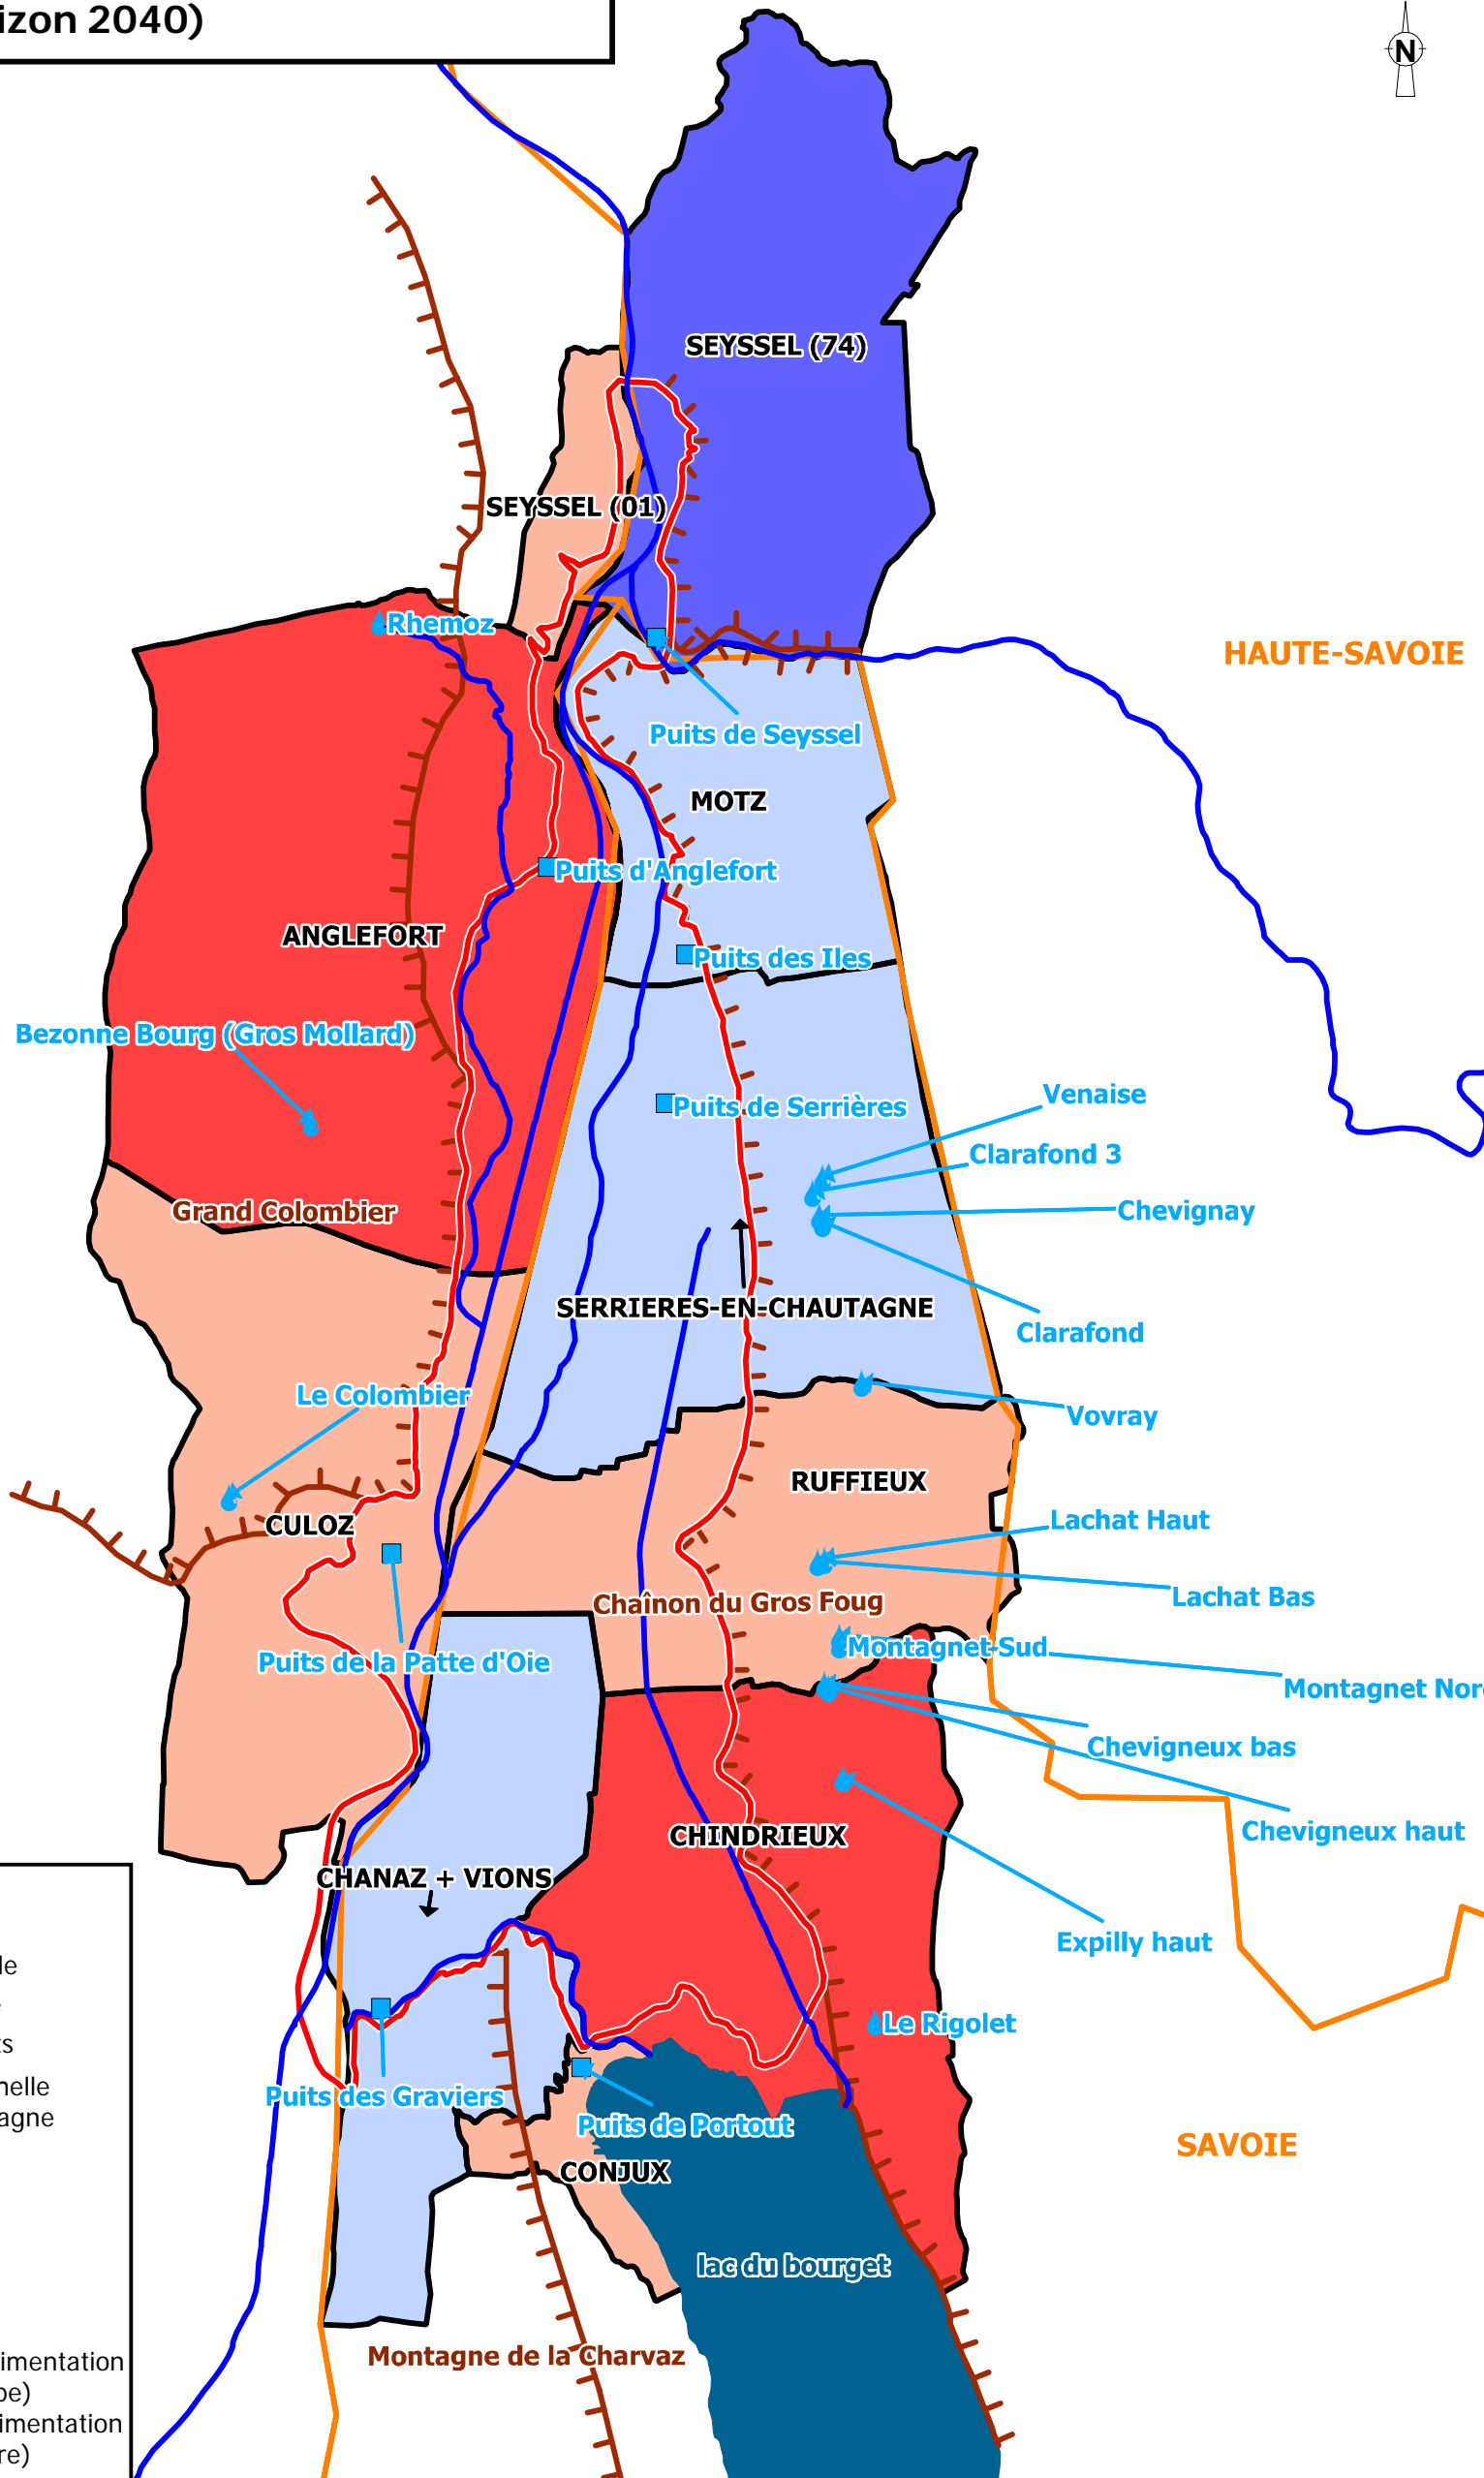 izon 2040)
N
SEYSSEL (74)
SEYSSEL (01)
Rhemoz
HAUTE-SAVOIE
Puits de Seyssel
MOTZ
Puits d'Anglefort
ANGLEFORT
Puits des Iles
Bezonne Bourg (Gros Mollard)
Venaise
Puits de Serrières
Clarafond 3
Chevignay
Grand Colombier
SERRIERES-EN-CHAUTAGNE
Clarafond
Le Colombier
Vovray
RUFFIEUX
Lachat Haut
CULOZ
Lachat Bas
Chaînon du Gros Foug
Montagnet-Sud
Puits de la Patte d'Oie
Montagnet Nor
Chevigneux bas
Chevigneux haut
CHINDRIEUX
CHANAZ + VIONS
Expilly haut
le
Le Rigolet
ts
nelle
Puits des Graviers
agne
Puits de Portout
SAVOIE
CONJUX
lac du bourget
Montagne de la Charvaz
imentation
pe)
imentation
re)